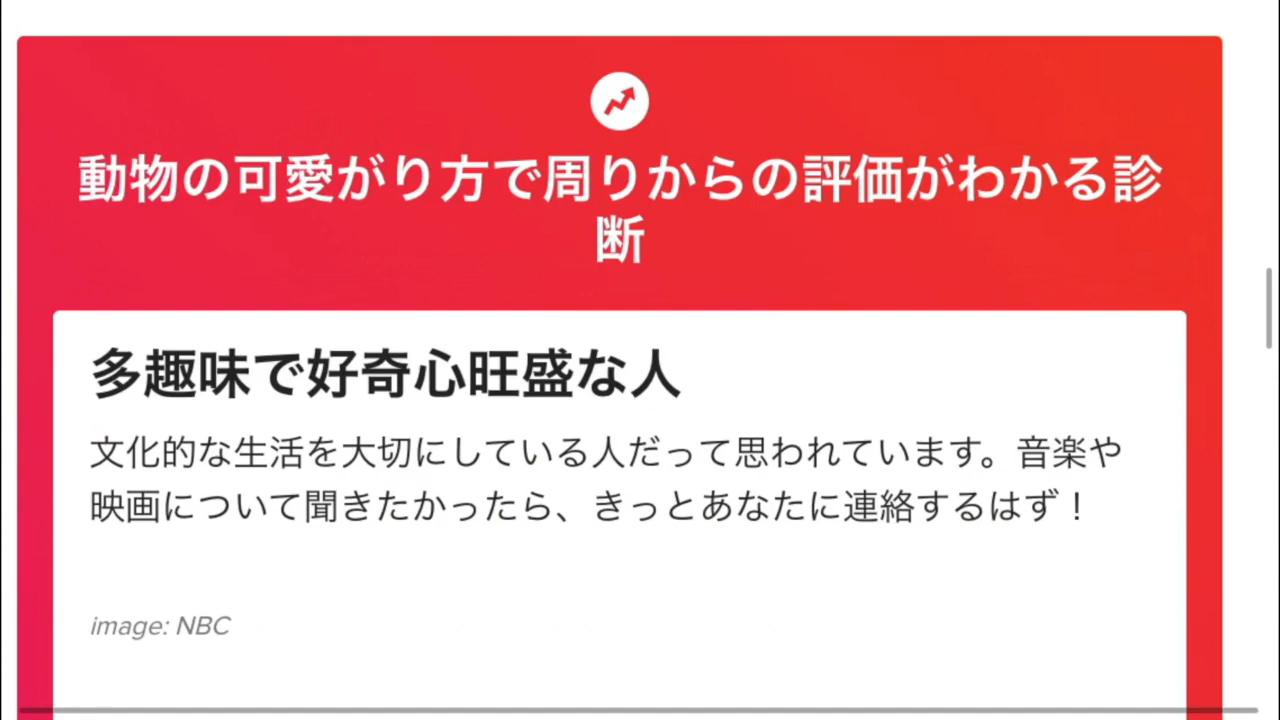 動物の可愛がり方で周りからの評価がわかる診
断
多趣味で好奇心旺盛な人
文化的な生活を大切にしている人だって思われています。音楽や
映画について聞きたかったら、きっとあなたに連絡するはず！
image: NBC